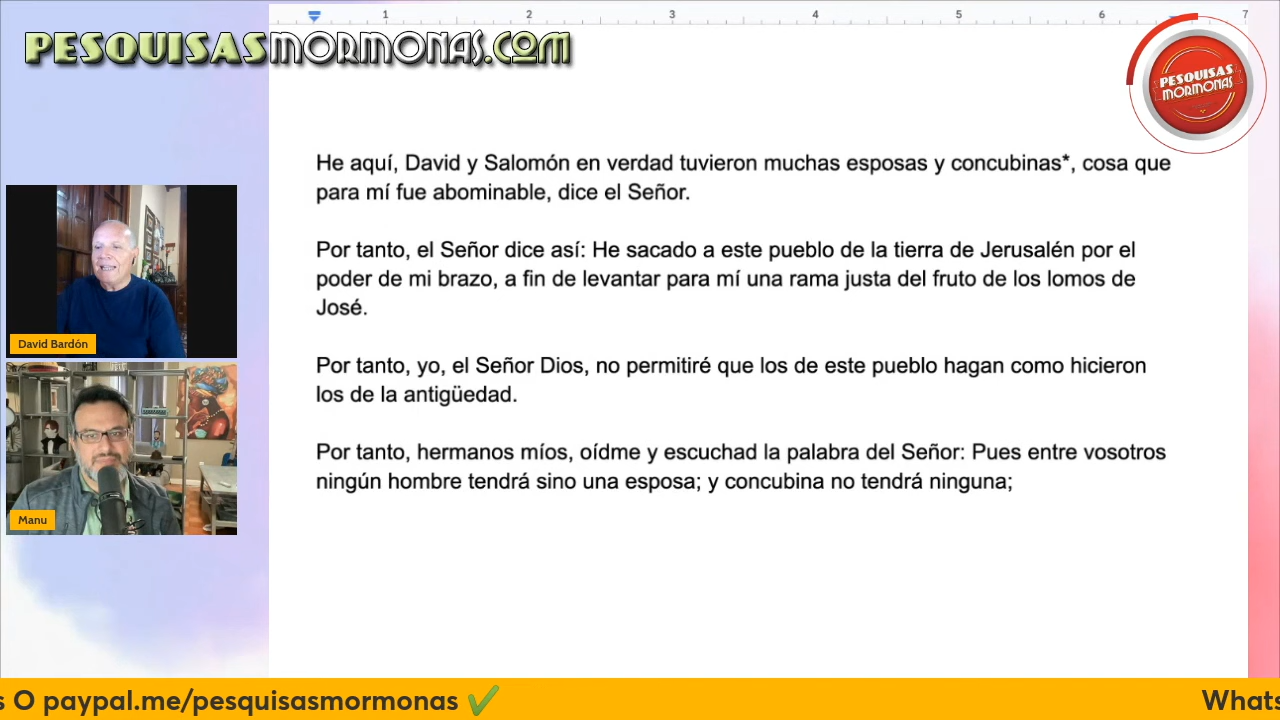 PESQUISASMORMONAS.COM
1 2 3 4 5 6 7
PESQUISAS
MORMONAS
He aquí, David y Salomón en verdad tuvieron muchas esposas y concubinas*, cosa que
para mí fue abominable, dice el Señor.
Por tanto, el Señor dice así: He sacado a este pueblo de la tierra de Jerusalén por el
poder de mi brazo, a fin de levantar para mí una rama justa del fruto de los lomos de
José.
Por tanto, yo, el Señor Dios, no permitiré que los de este pueblo hagan como hicieron
los de la antigüedad.
Por tanto, hermanos míos, oídme y escuchad la palabra del Señor: Pues entre vosotros
ningún hombre tendrá sino una esposa; y concubina no tendrá ninguna;
David Bardón
Manu
s O paypal.me/pesquisasmormonas ✔ Whats